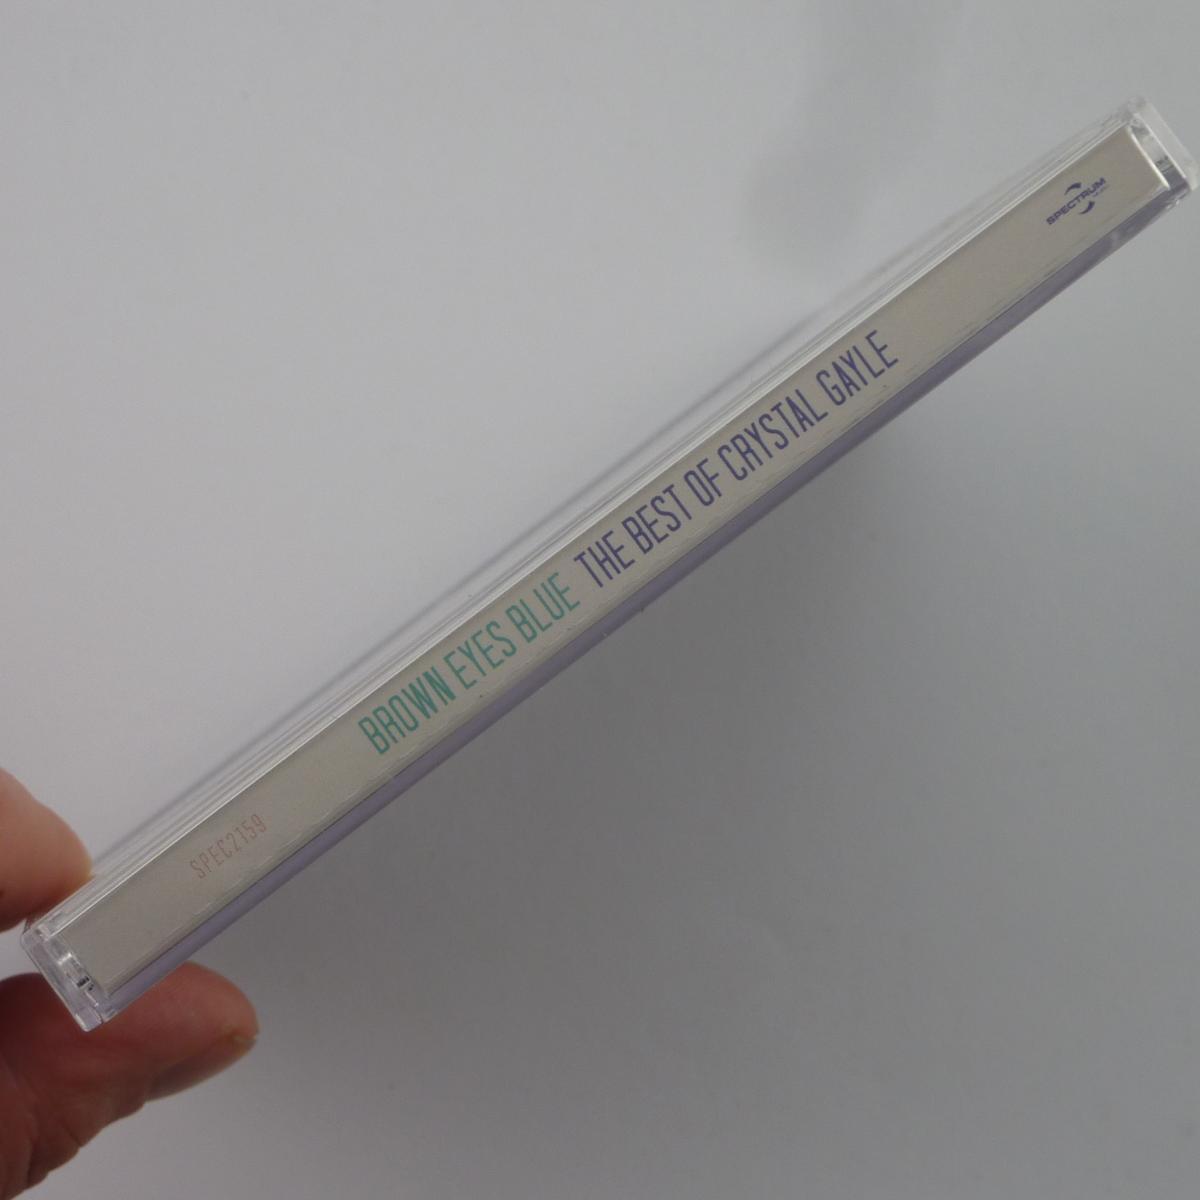 SPEC2159
BROWN EYES BLUE THE BEST OF CRYSTAL GAYLE
SPECTRUM